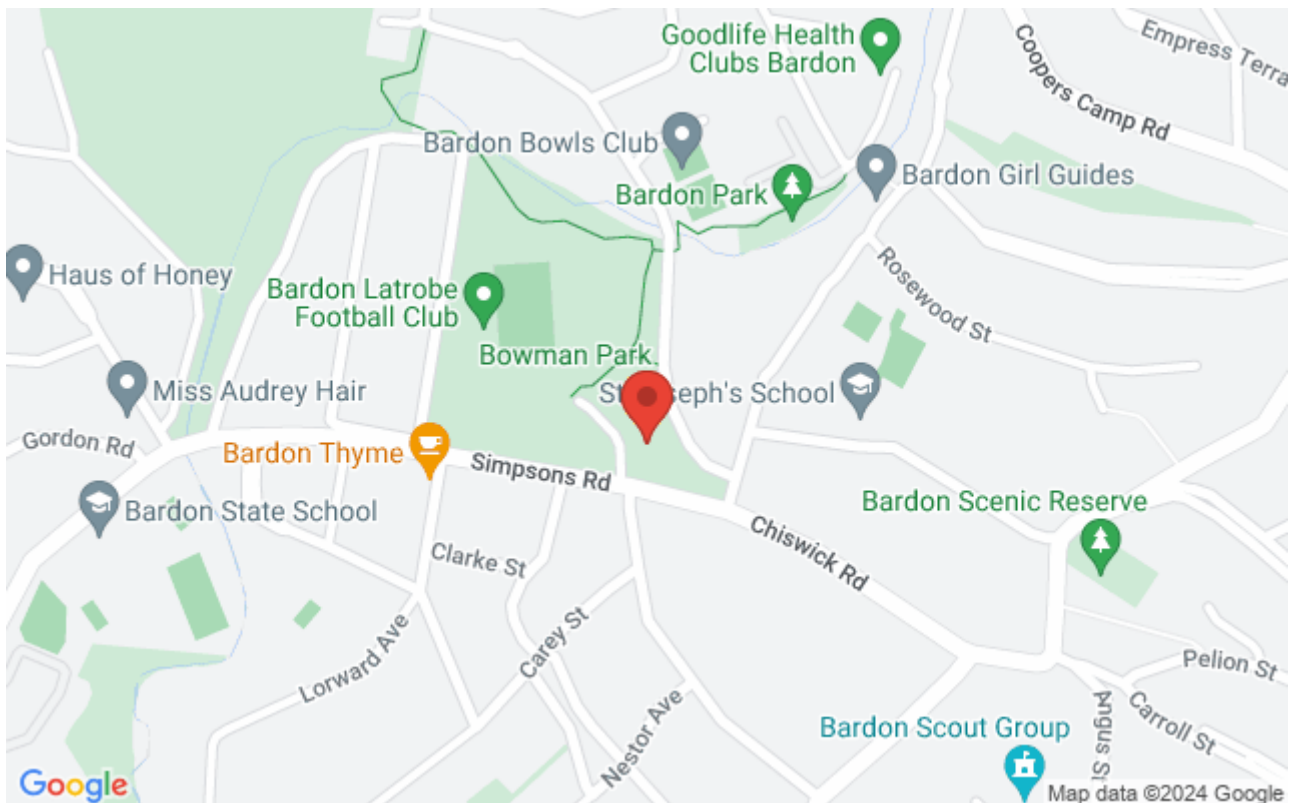 Goodlife Health
Clubs Bardon
Empress Terra
Coopers Camp Rd
Bardon Bowls Club
Bardon Park
Bardon Girl Guides
Haus of Honey
Rosewood St
Bardon Latrobe
Football Club
Bowman Park
Miss Audrey Hair
St seph's School
Gordon Rd
Bardon Thyme
Simpsons Rd
Bardon State School
Bardon Scenic Reserve
Chiswick Rd
Clarke St
Carey St
Lorward Ave
Pelion St
Nestor Ave
Angus St
Carroll St
Bardon Scout Group
Google
Map data ©2024 Google